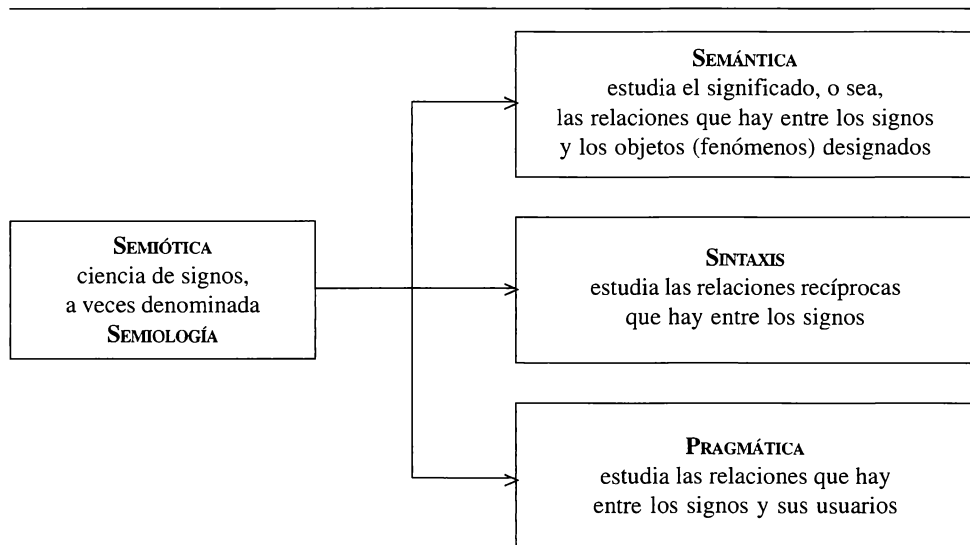 SEMIÓTICA
ciencia de signos,
a veces denominada
SEMIOLOGÍA
SEMÁNTICA
estudia el significado, o sea,
las relaciones que hay entre los signos
y los objetos (fenómenos) designados
SINTAXIS
estudia las relaciones recíprocas
que hay entre los signos
PRAGMÁTICA
estudia las relaciones que hay
entre los signos y sus usuarios